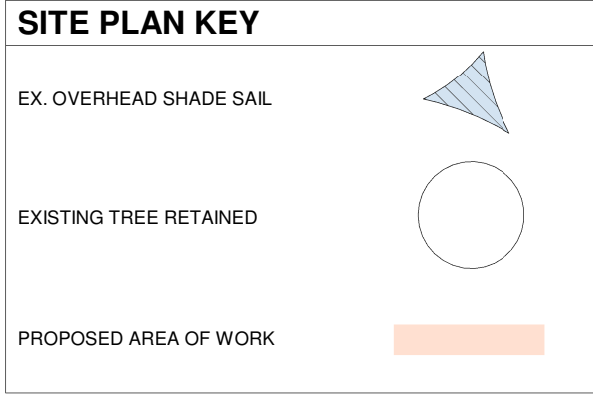 SITE PLAN KEY
EX. OVERHEAD SHADE SAIL
EXISTING TREE RETAINED
PROPOSED AREA OF WORK